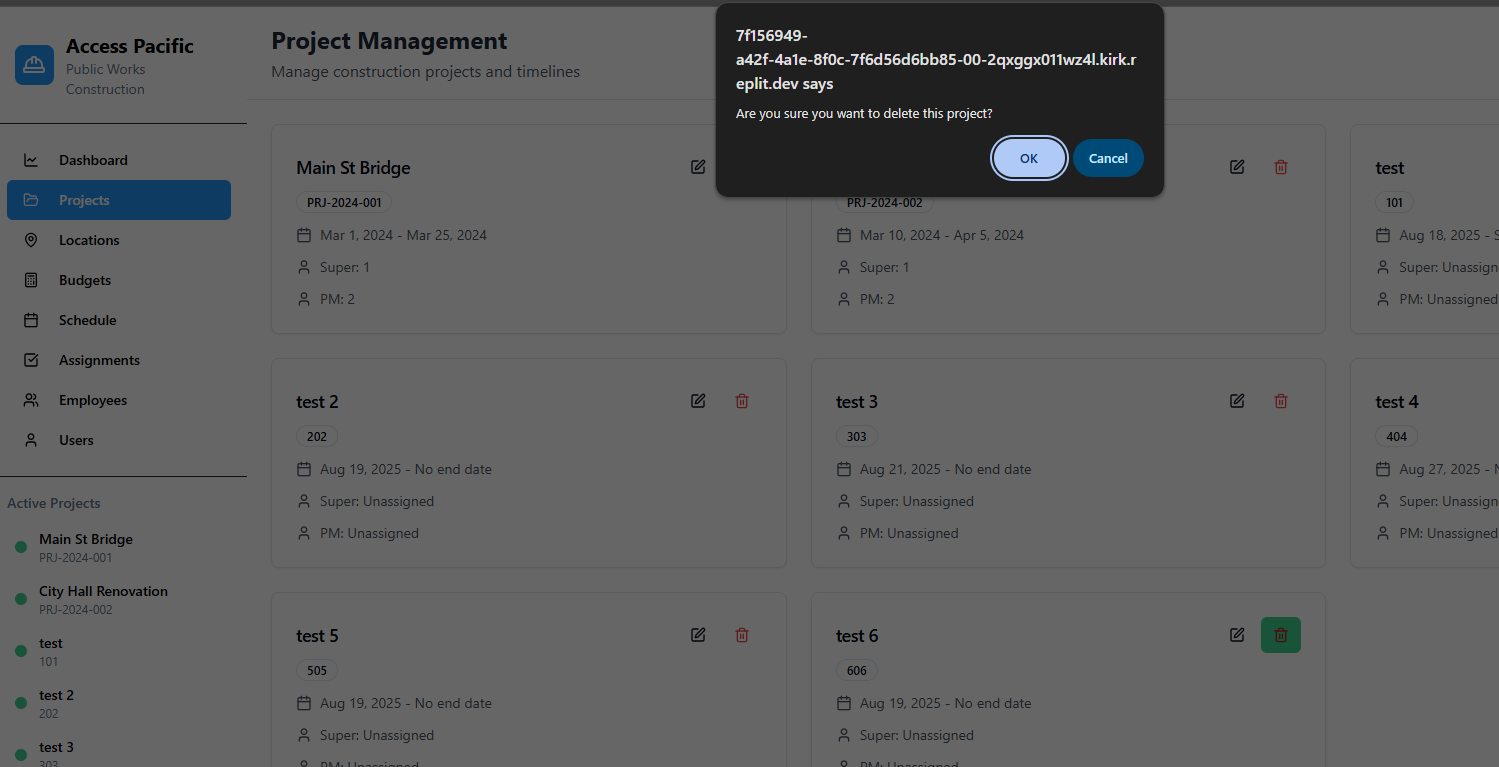 Access Pacific
Public Works
Construction
Dashboard
Projects
Locations
Budgets
Schedule
Assignments
Employees
Users
Active Projects
Main St Bridge
PRJ-2024-001
City Hall Renovation
PRJ-2024-002
test
101
test 2
202
test 3
303
Project Management
Manage construction projects and timelines
7f156949-
a42f-4a1e-8f0c-7f6d56d6bb85-00-2qxggx011wz4l.kirk.r
eplit.dev says
Are you sure you want to delete this project?
OK
Cancel
Main St Bridge
PRJ-2024-001
Mar 1, 2024 - Mar 25, 2024
Super: 1
PM: 2
PRJ-2024-002
Mar 10, 2024 - Apr 5, 2024
Super: 1
PM: 2
test
101
Aug 18, 2025 - S
Super: Unassign
PM: Unassigned
test 2
202
Aug 19, 2025 - No end date
Super: Unassigned
PM: Unassigned
test 3
303
Aug 21, 2025 - No end date
Super: Unassigned
PM: Unassigned
test 4
404
Aug 27, 2025 - N
Super: Unassign
PM: Unassigned
test 5
505
Aug 19, 2025 - No end date
Super: Unassigned
PM: Unassigned
test 6
606
Aug 19, 2025 - No end date
Super: Unassigned
PM: Unassigned